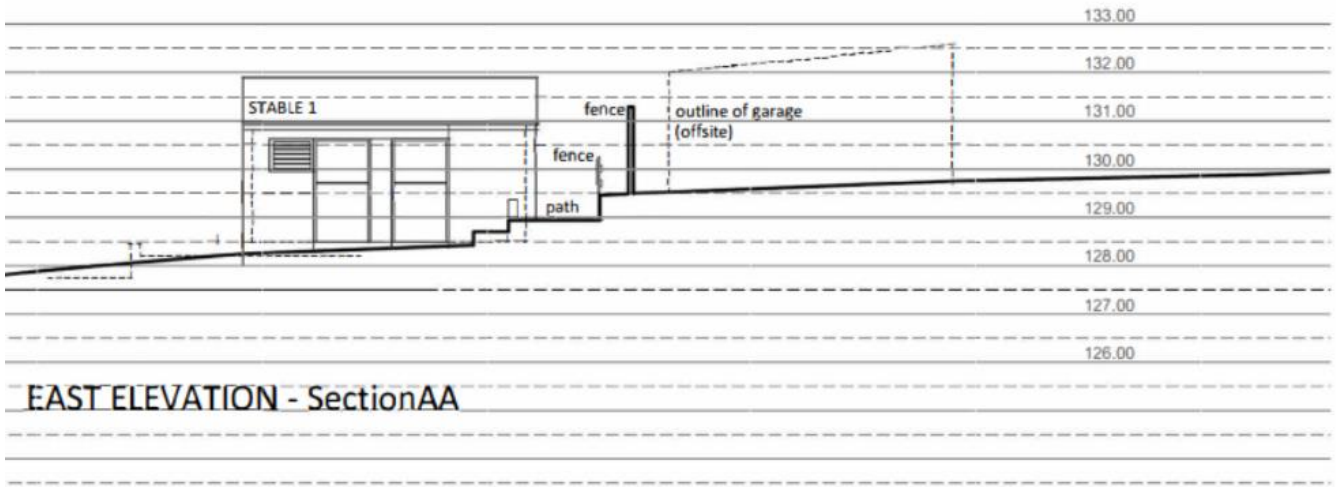 133.00
132.00
STABLE 1
fence
outline of garage
(offsite)
131.00
fence
130.00
path
129.00
128.00
127.00
126.00
EAST ELEVATION - SectionAA